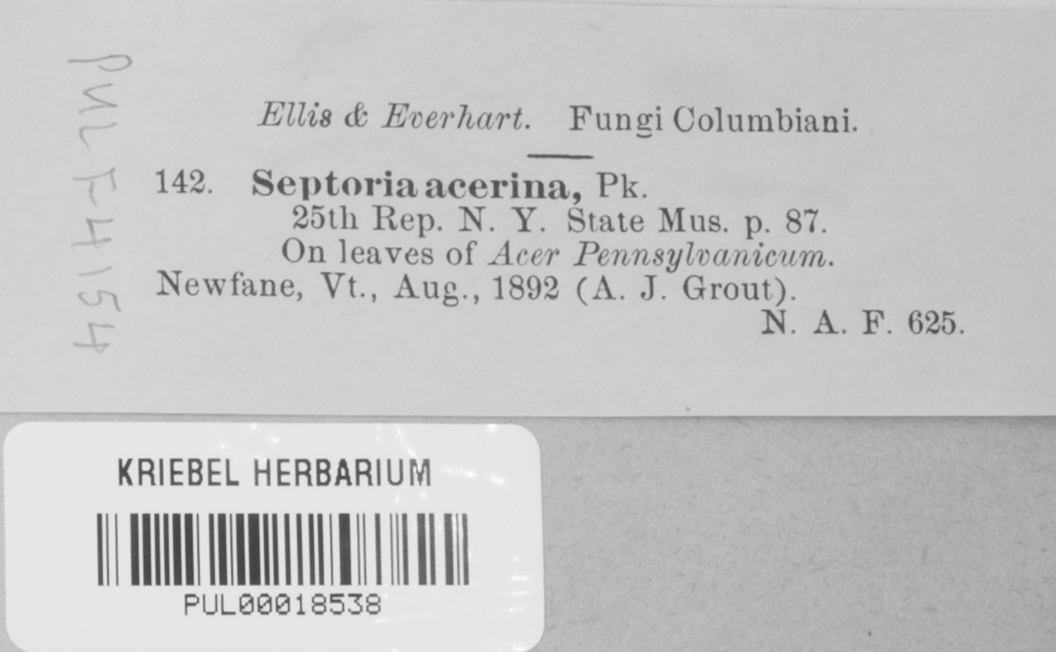 PUL F4154
Ellis & Everhart. Fungi Columbiani.
142. Septoria acerina, Pk.
25th Rep. N. Y. State Mus. p. 87.
On leaves of Acer Pennsylvanicum.
Newfane, Vt., Aug., 1892 (A. J. Grout).
N. A. F. 625.
KRIEBEL HERBARIUM
PUL00018538